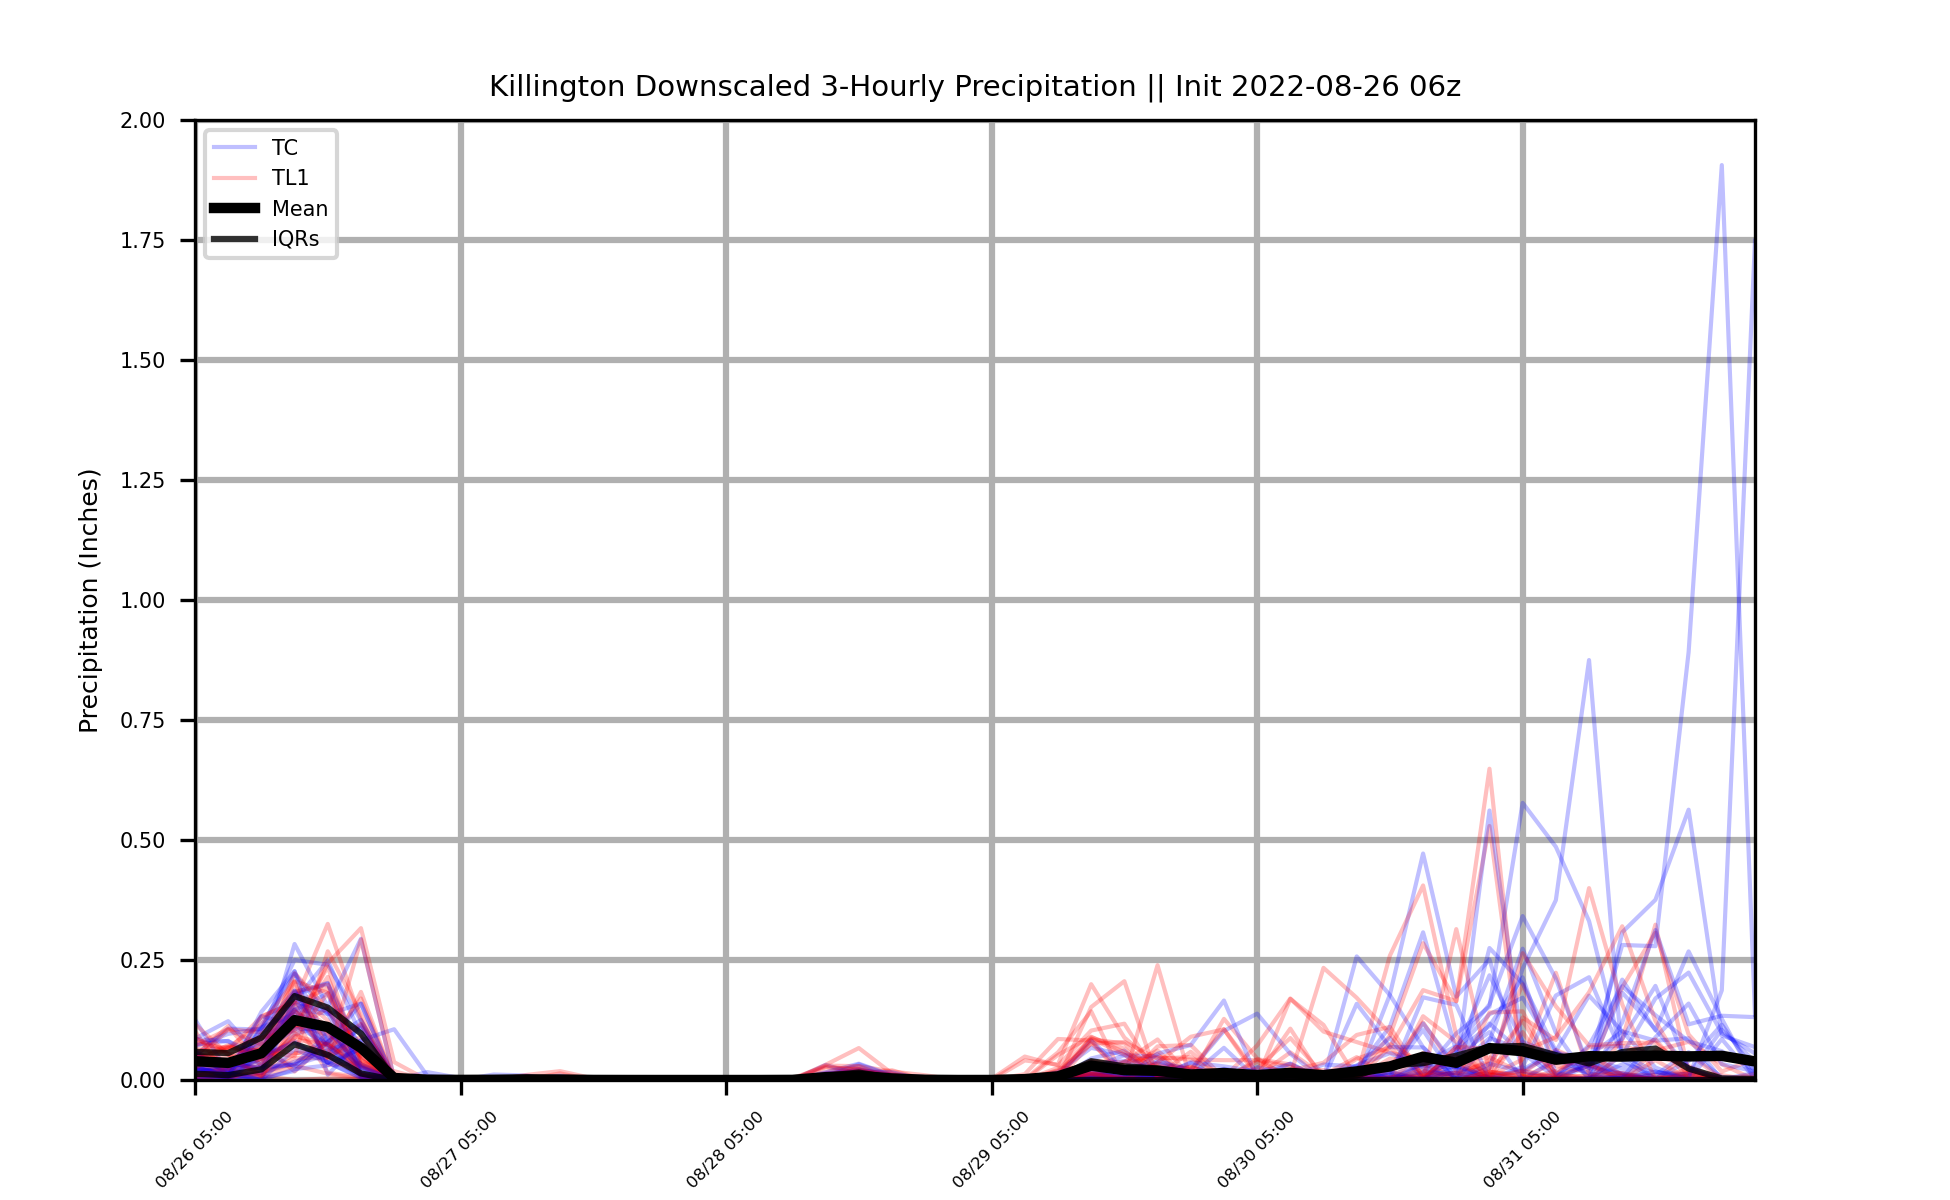 Killington Downscaled 3-Hourly Precipitation || Init 2022-08-26 06z
TC
TL1
Mean
IQRs
Precipitation (Inches)
2.00
1.75
1.50
1.25
1.00
0.75
0.50
0.25
0.00
08/26 05:00
08/27 05:00
08/28 05:00
08/29 05:00
08/30 05:00
08/31 05:00